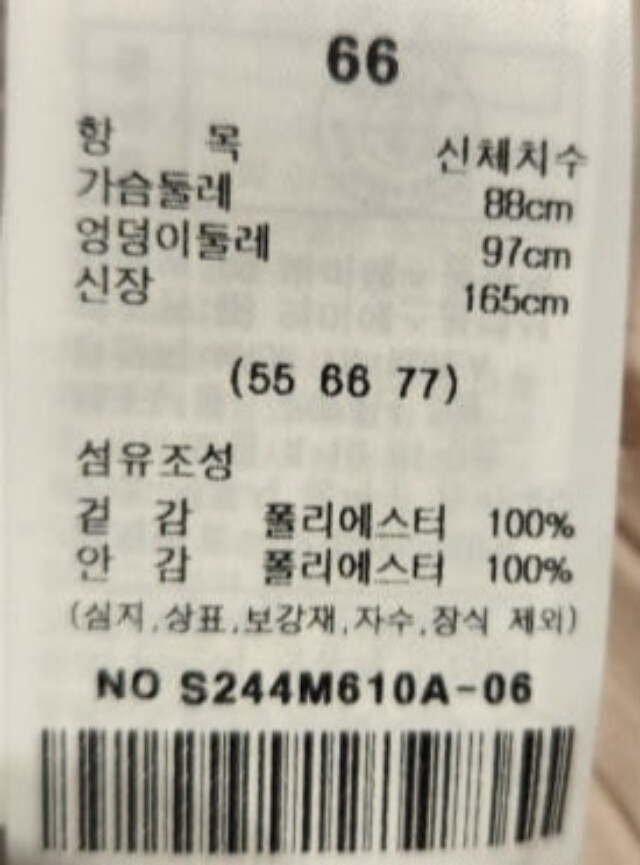 66
항 목 신체치수
가슴둘레 88cm
엉덩이둘레 97cm
신장 165cm
(55 66 77)
섬유조성
겉 감 폴리에스터 100%
안 감 폴리에스터 100%
(심지,상표,보강재,자수,장식 제외)
NO S244M610A-06